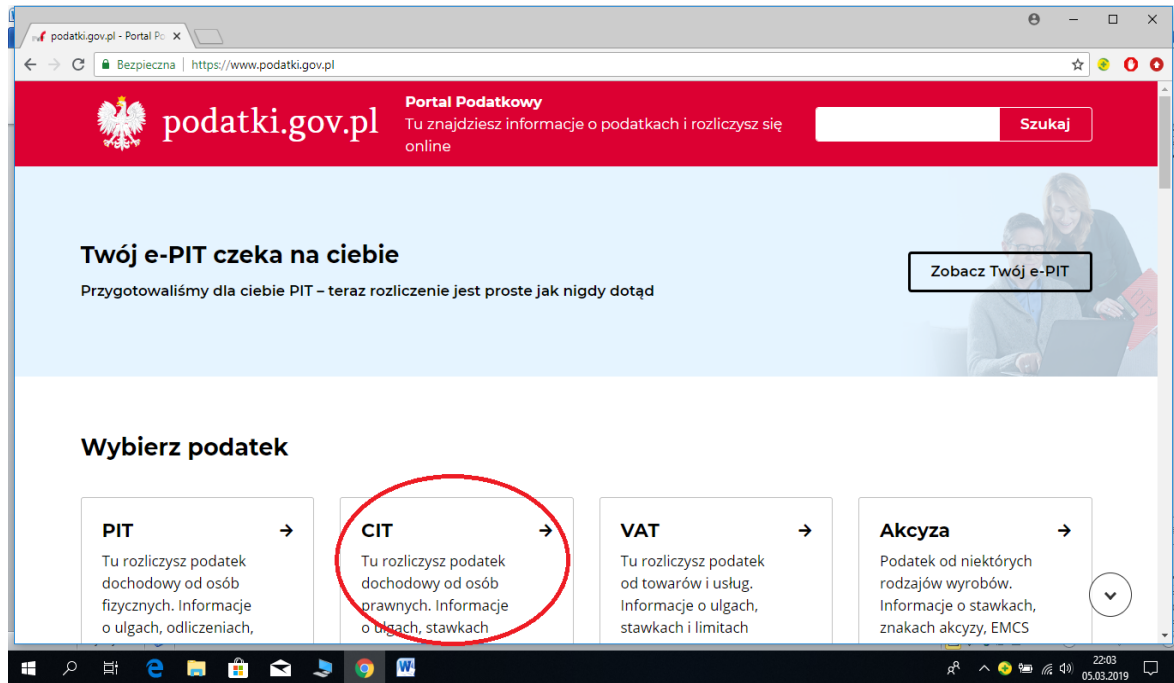 podatki.gov.pl - Portal Po
Bezpieczna
https://www.podatki.gov.pl
podatki.gov.pl
Portal Podatkowy
Tu znajdziesz informacje o podatkach i rozliczysz się
online
Szukaj
Twój e-PIT czeka na ciebie
Przygotowaliśmy dla ciebie PIT – teraz rozliczenie jest proste jak nigdy dotąd
Zobacz Twój e-PIT
Wybierz podatek
PIT
Tu rozliczysz podatek
dochodowy od osób
fizycznych. Informacje
o ulgach, odliczeniach,
CIT
Tu rozliczysz podatek
dochodowy od osób
prawnych. Informacje
o ulgach, stawkach
VAT
Tu rozliczysz podatek
od towarów i usług.
Informacje o ulgach,
stawkach i limitach
Akcyza
Podatek od niektórych
rodzajów wyrobów.
Informacje o stawkach,
znakach akcyzy, EMCS
22:03
05.03.2019